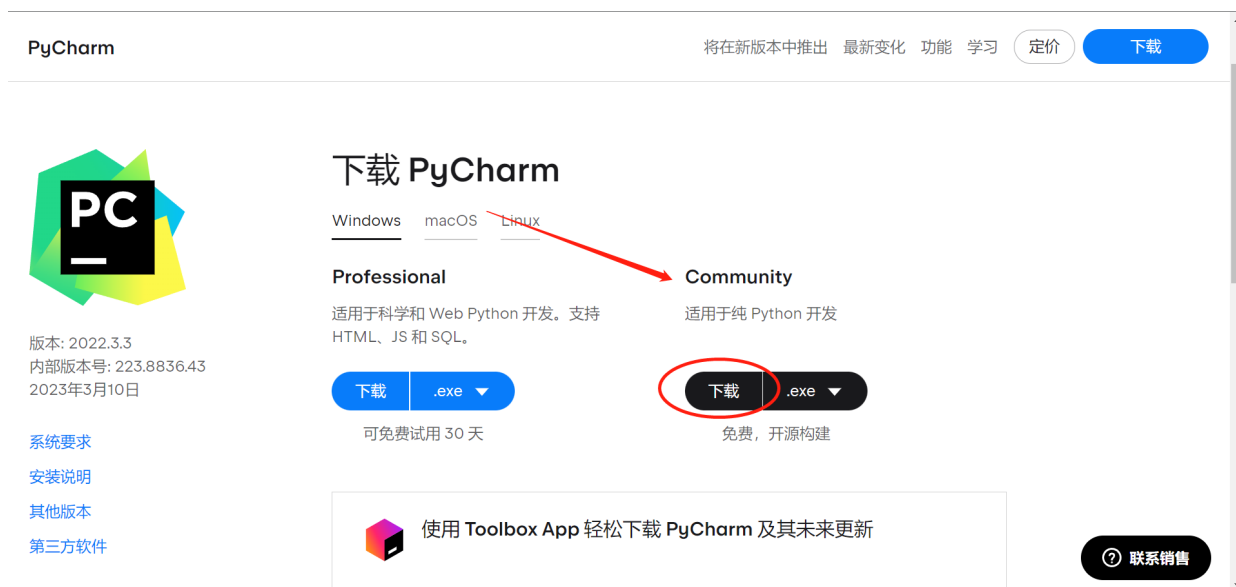 PyCharm
将在新版本中推出 最新变化 功能 学习 定价 下载
PC
下载 PyCharm
Windows macOS Linux
Professional
适用于科学和 Web Python 开发。支持
HTML、JS 和 SQL。
下载 .exe
可免费试用 30 天
Community
适用于纯 Python 开发
下载 .exe
免费，开源构建
版本: 2022.3.3
内部版本号: 223.8836.43
2023年3月10日
系统要求
安装说明
其他版本
第三方软件
使用 Toolbox App 轻松下载 PyCharm 及其未来更新
联系销售